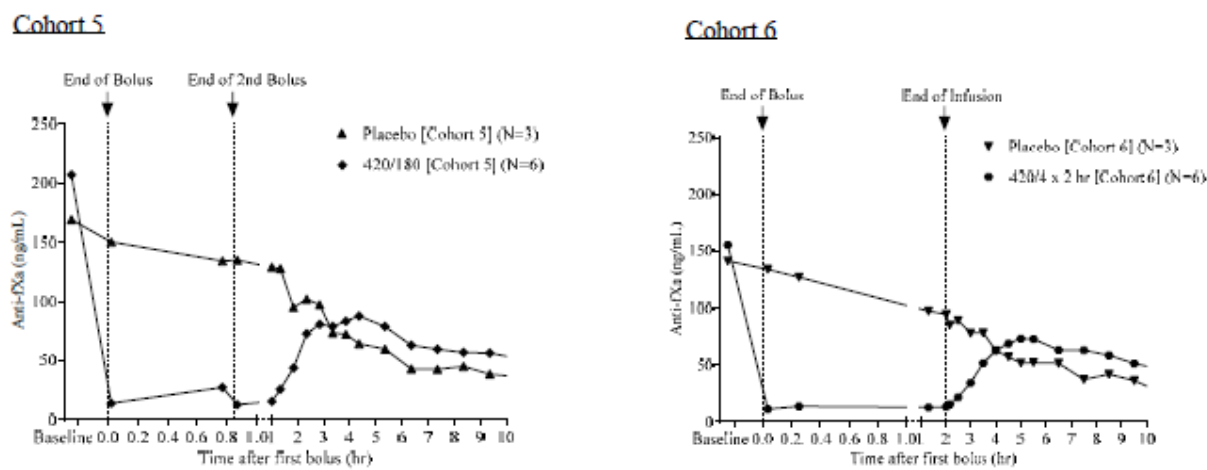 Cohort 5
End of Bolus
End of 2nd Bolus
Placebo [Cohort 5] (N=3)
420/180 [Cohort 5] (N=6)
Anti-fXa (ng/mL)
250
200
150
100
50
0
Baseline 0.0 0.2 0.4 0.6 0.8 1.0 1 2 3 4 5 6 7 8 9 10
Time after first bolus (hr)
Cohort 6
End of Bolus
End of Infusion
Placebo [Cohort 6] (N=3)
420/4 x 2 hr [Cohort 6] (N=6)
Anti-fXa (ng/mL)
250
200
150
100
50
0
Baseline 0.0 0.2 0.4 0.6 0.8 1.0 1 2 3 4 5 6 7 8 9 10
Time after first bolus (hr)